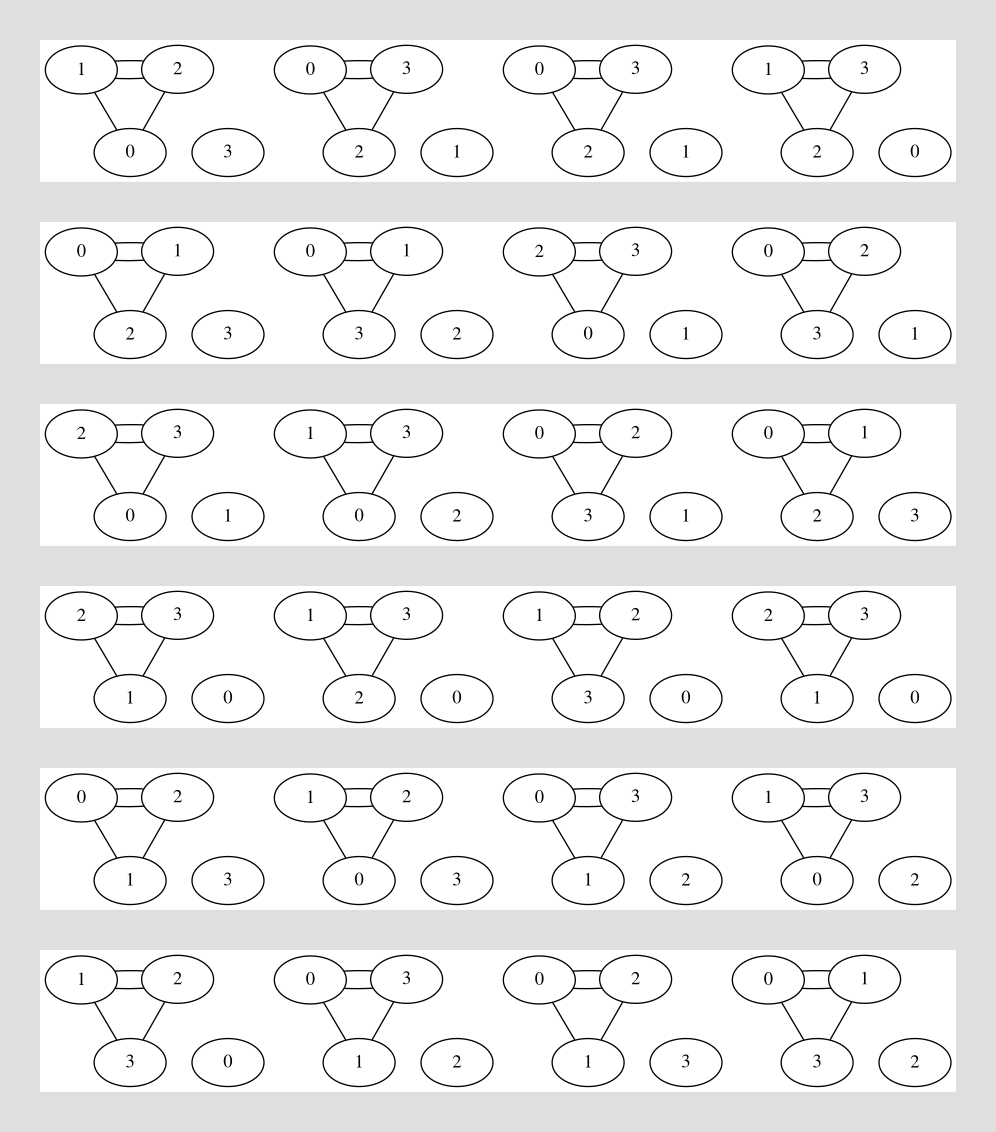 1 2 0 3 0 3 1 3
0 3 2 1 2 1 2 0
0 1 0 1 2 3 0 2
2 3 3 2 0 1 3 1
2 3 1 3 0 2 0 1
0 1 0 2 3 1 2 3
2 3 1 3 1 2 2 3
1 0 2 0 3 0 1 0
0 2 1 2 0 3 1 3
1 3 0 3 1 2 0 2
1 2 0 3 0 2 0 1
3 0 1 2 1 3 3 2